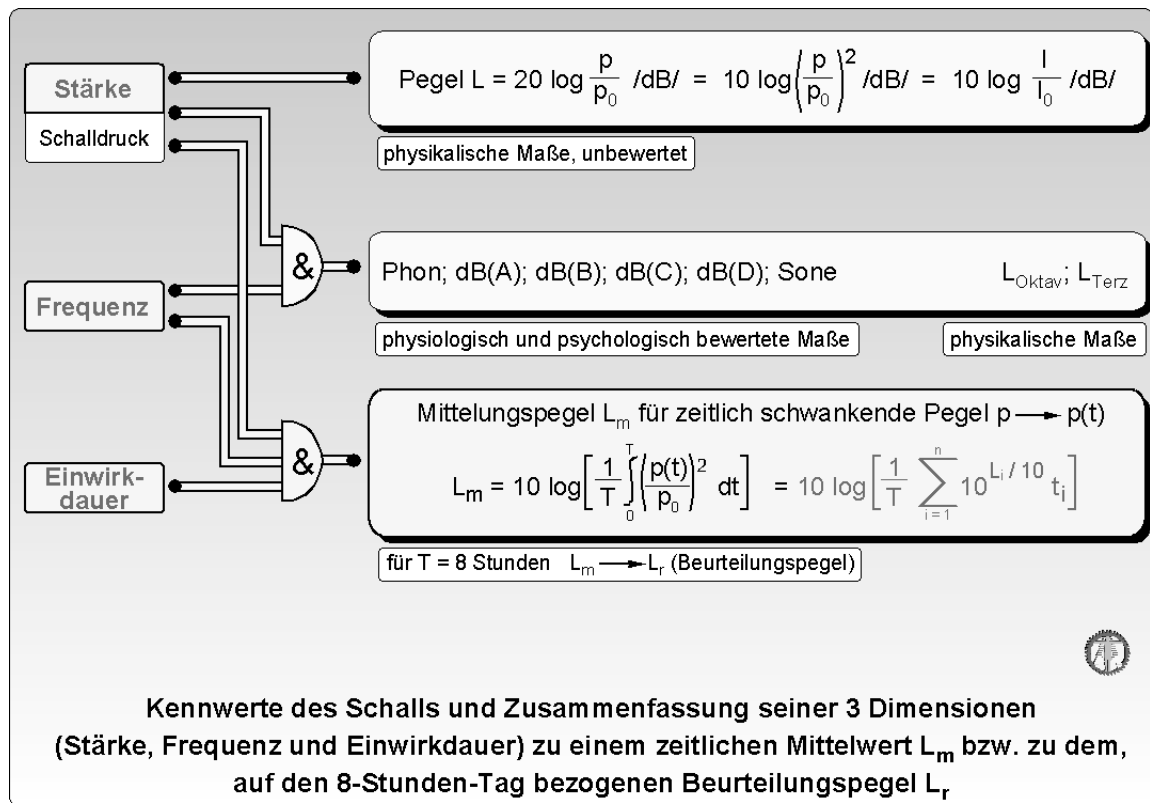 Stärke
Schalldruck
Pegel L = 20 log p/p₀ /dB/ = 10 log(p/p₀)² /dB/ = 10 log I/I₀ /dB/
physikalische Maße, unbewertet
&
Phon; dB(A); dB(B); dB(C); dB(D); Sone L_Oktav; L_Terz
Frequenz
physiologisch und psychologisch bewertete Maße
physikalische Maße
Mittelungspegel Lₘ für zeitlich schwankende Pegel p → p(t)
&
Einwirk-
dauer
Lₘ = 10 log[1/T ∫₀ᵀ (p(t)/p₀)² dt] = 10 log[1/T ∑ᵢ₌₁ⁿ 10^(Lᵢ/10) tᵢ]
für T = 8 Stunden Lₘ → Lᵣ (Beurteilungspegel)
Kennwerte des Schalls und Zusammenfassung seiner 3 Dimensionen
(Stärke, Frequenz und Einwirkdauer) zu einem zeitlichen Mittelwert Lₘ bzw. zu dem,
auf den 8-Stunden-Tag bezogenen Beurteilungspegel Lᵣ